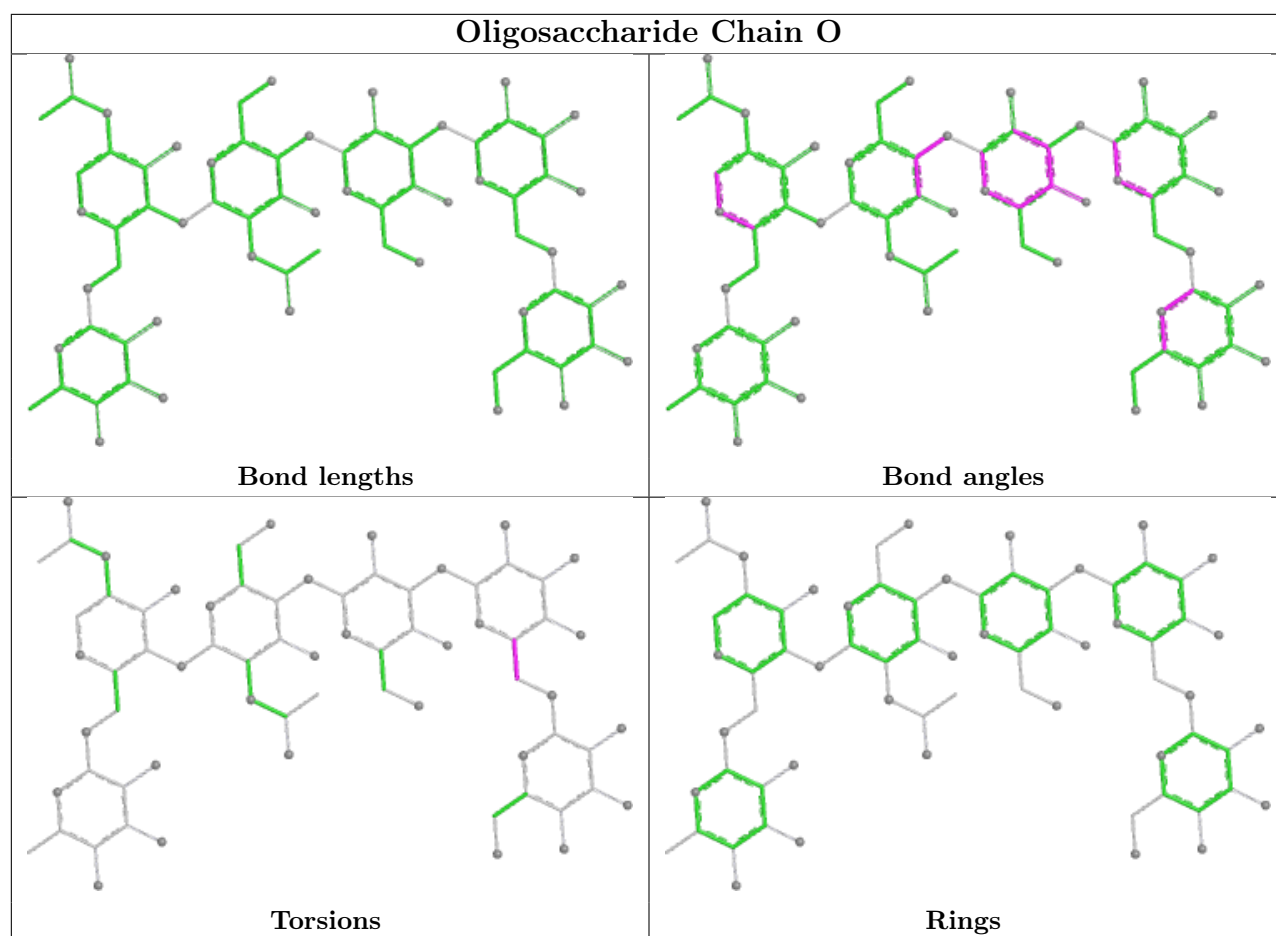 Oligosaccharide Chain O
Bond lengths
Bond angles
Torsions
Rings